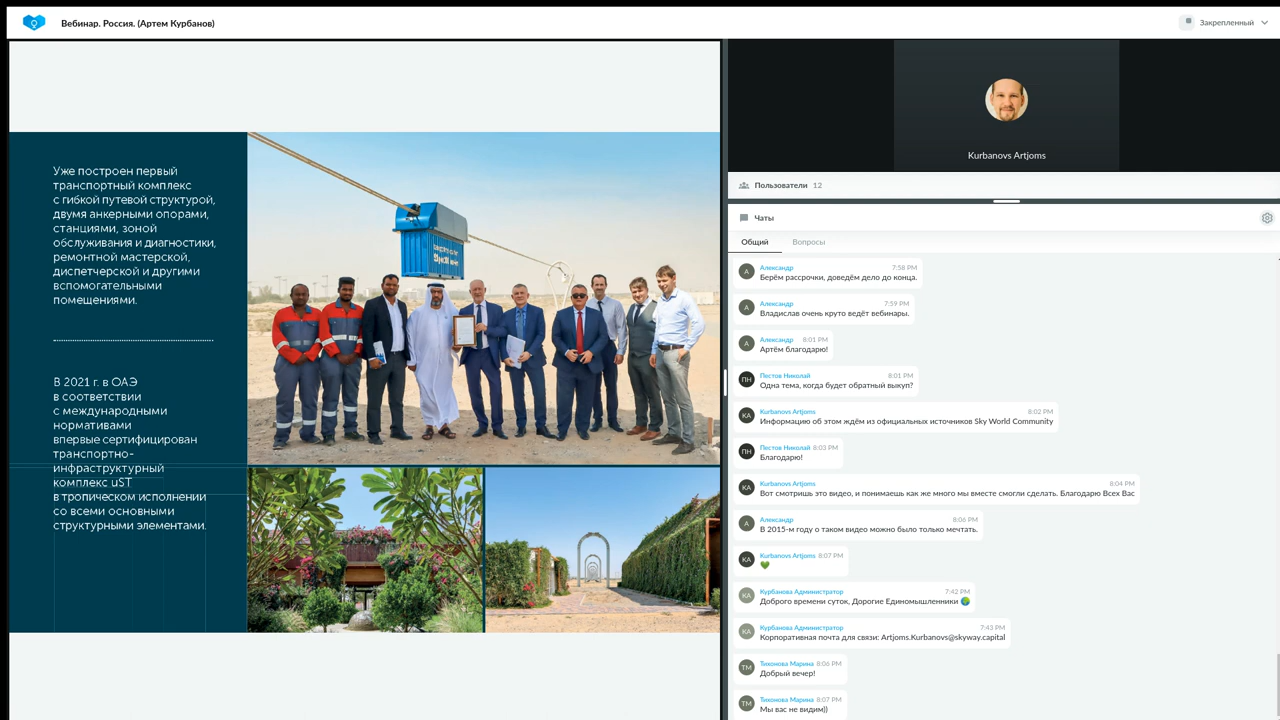 Вебинар. Россия. (Артем Курбанов)
Закрепленный
Уже построен первый
транспортный комплекс
с гибкой путевой структурой,
двумя анкерными опорами,
станциями, зоной
обслуживания и диагностики,
ремонтной мастерской,
диспетчерской и другими
вспомогательными
помещениями.
В 2021 г. в ОАЭ
в соответствии
с международными
нормативами
впервые сертифицирован
транспортно-
инфраструктурный
комплекс uST
в тропическом исполнении
со всеми основными
структурными элементами.
Kurbanovs Artjoms
Пользователи 12
Чаты
Общий Вопросы
А Александр 7:58 PM
Берём рассрочки, доведём дело до конца.
А Александр 7:59 PM
Владислав очень круто ведёт вебинары.
А Александр 8:01 PM
Артём благодарю!
ПН Пестов Николай 8:01 PM
Одна тема, когда будет обратный выкуп?
KA Kurbanovs Artjoms 8:02 PM
Информацию об этом ждём из официальных источников Sky World Community
ПН Пестов Николай 8:03 PM
Благодарю!
KA Kurbanovs Artjoms 8:04 PM
Вот смотришь это видео, и понимаешь как же много мы вместе смогли сделать. Благодарю Всех Вас
А Александр 8:06 PM
В 2015-м году о таком видео можно было только мечтать.
KA Kurbanovs Artjoms 8:07 PM
💚
КА Курбанова Администратор 7:42 PM
Доброго времени суток, Дорогие Единомышленники 🌍
КА Курбанова Администратор 7:43 PM
Корпоративная почта для связи: Artjoms.Kurbanovs@skyway.capital
ТМ Тихонова Марина 8:06 PM
Добрый вечер!
ТМ Тихонова Марина 8:07 PM
Мы вас не видим))